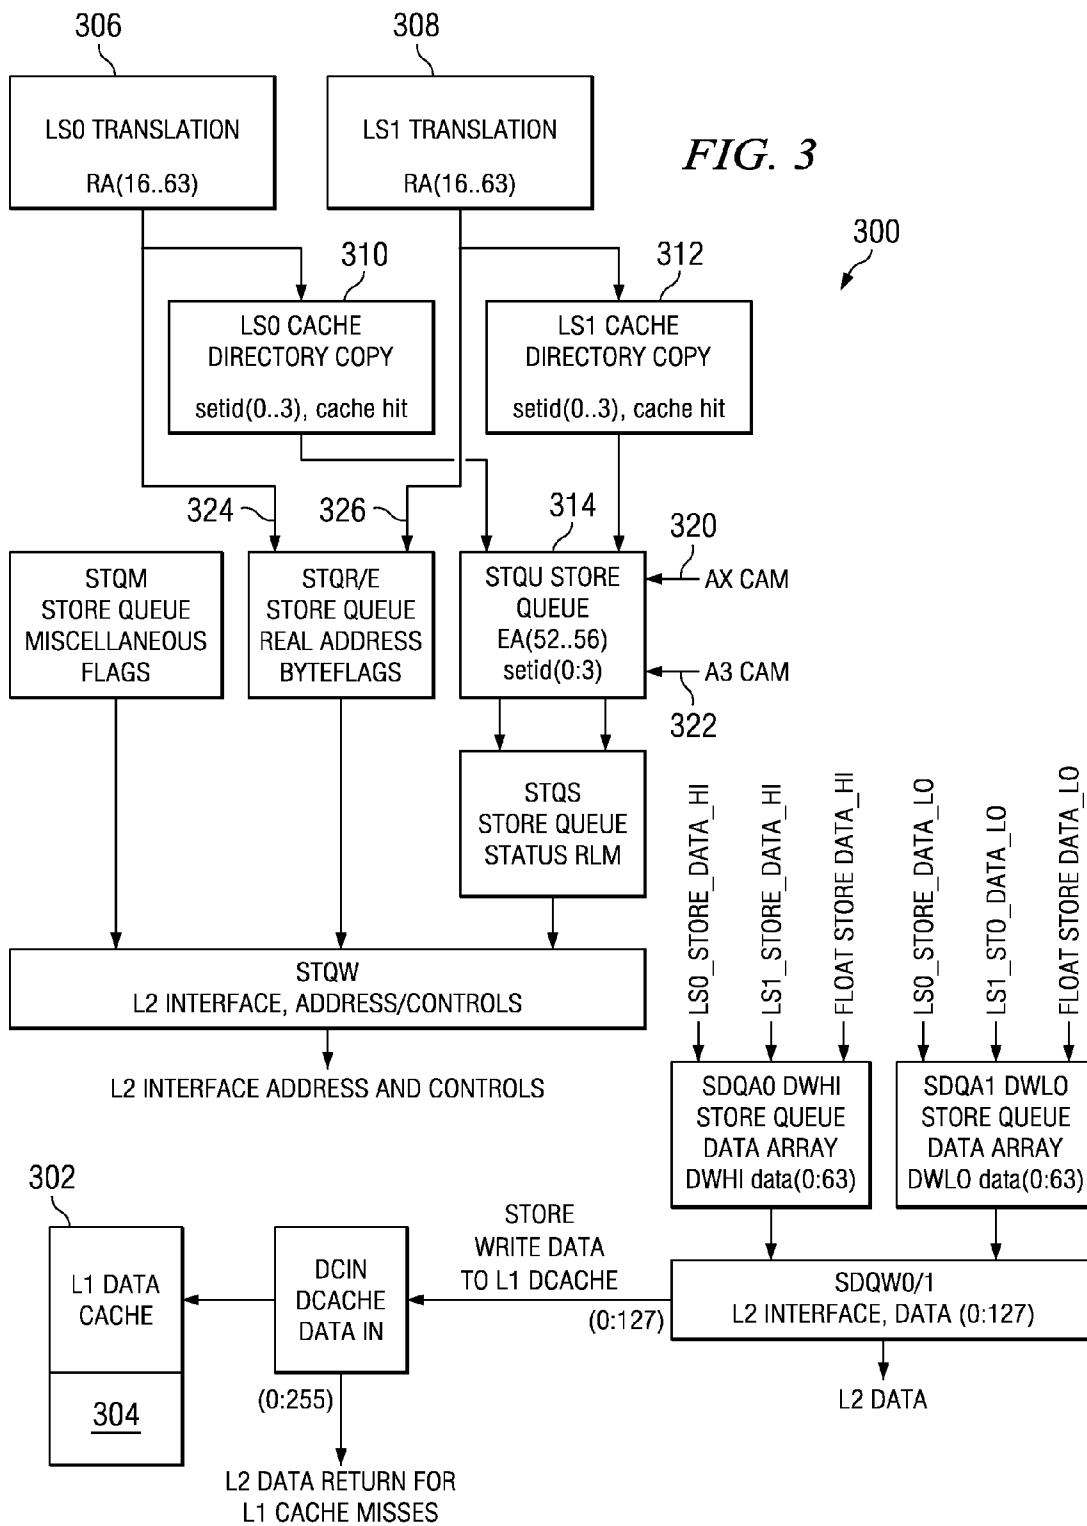 306
308
LS0 TRANSLATION
RA(16..63)
LS1 TRANSLATION
RA(16..63)
FIG. 3
300
310
312
LS0 CACHE
DIRECTORY COPY
setid(0..3), cache hit
LS1 CACHE
DIRECTORY COPY
setid(0..3), cache hit
324
326
314
320
AX CAM
A3 CAM
322
STQM
STORE QUEUE
MISCELLANEOUS
FLAGS
STQR/E
STORE QUEUE
REAL ADDRESS
BYTEFLAGS
STQU STORE
QUEUE
EA(52..56)
setid(0:3)
STQS
STORE QUEUE
STATUS RLM
STQW
L2 INTERFACE, ADDRESS/CONTROLS
L2 INTERFACE ADDRESS AND CONTROLS
LS0_STORE_DATA_HI
LS1_STORE_DATA_HI
FLOAT STORE DATA_HI
LS0_STORE_DATA_LO
LS1_STO_DATA_LO
FLOAT STORE DATA_LO
SDQA0 DWHI
STORE QUEUE
DATA ARRAY
DWHI data(0:63)
SDQA1 DWLO
STORE QUEUE
DATA ARRAY
DWLO data(0:63)
302
L1 DATA
CACHE
304
DCIN
DCACHE
DATA IN
(0:255)
STORE
WRITE DATA
TO L1 DCACHE
(0:127)
SDQW0/1
L2 INTERFACE, DATA (0:127)
L2 DATA
L2 DATA RETURN FOR
L1 CACHE MISSES